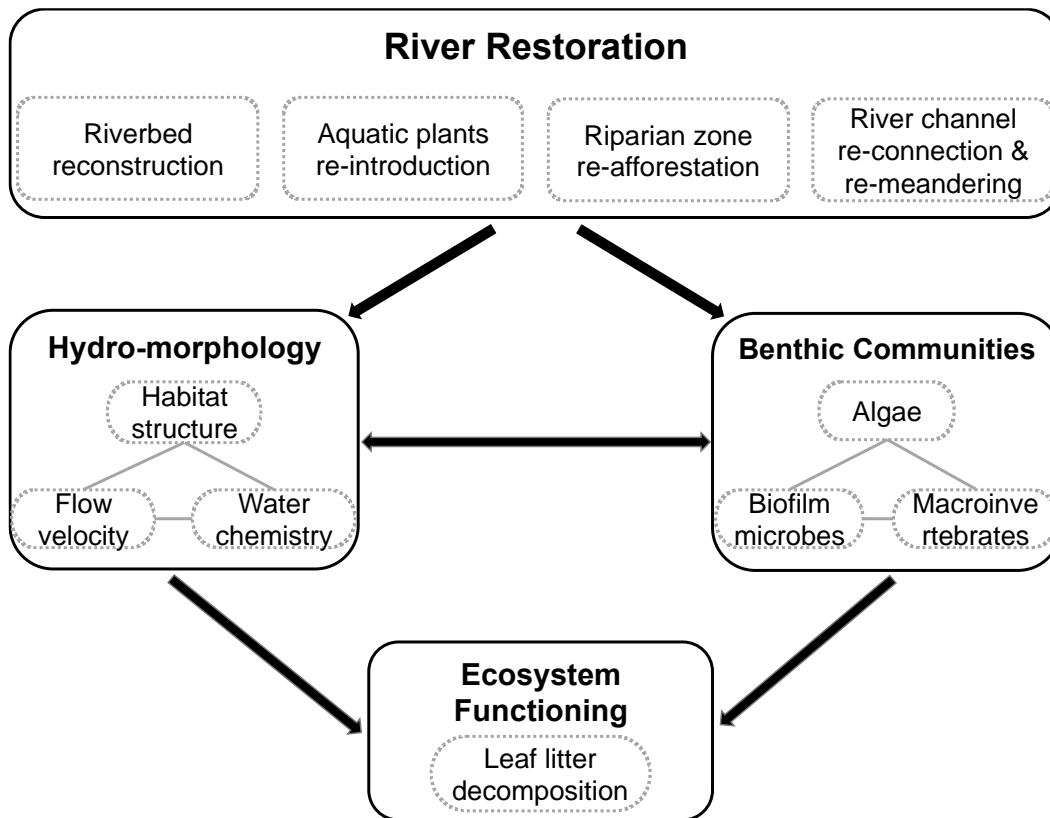 River Restoration
Riverbed
reconstruction
Aquatic plants
re-introduction
Riparian zone
re-afforestation
River channel
re-connection &
re-meandering
Hydro-morphology
Habitat
structure
Flow
velocity
Water
chemistry
Benthic Communities
Algae
Biofilm
microbes
Macroinve
rtebrates
Ecosystem
Functioning
Leaf litter
decomposition